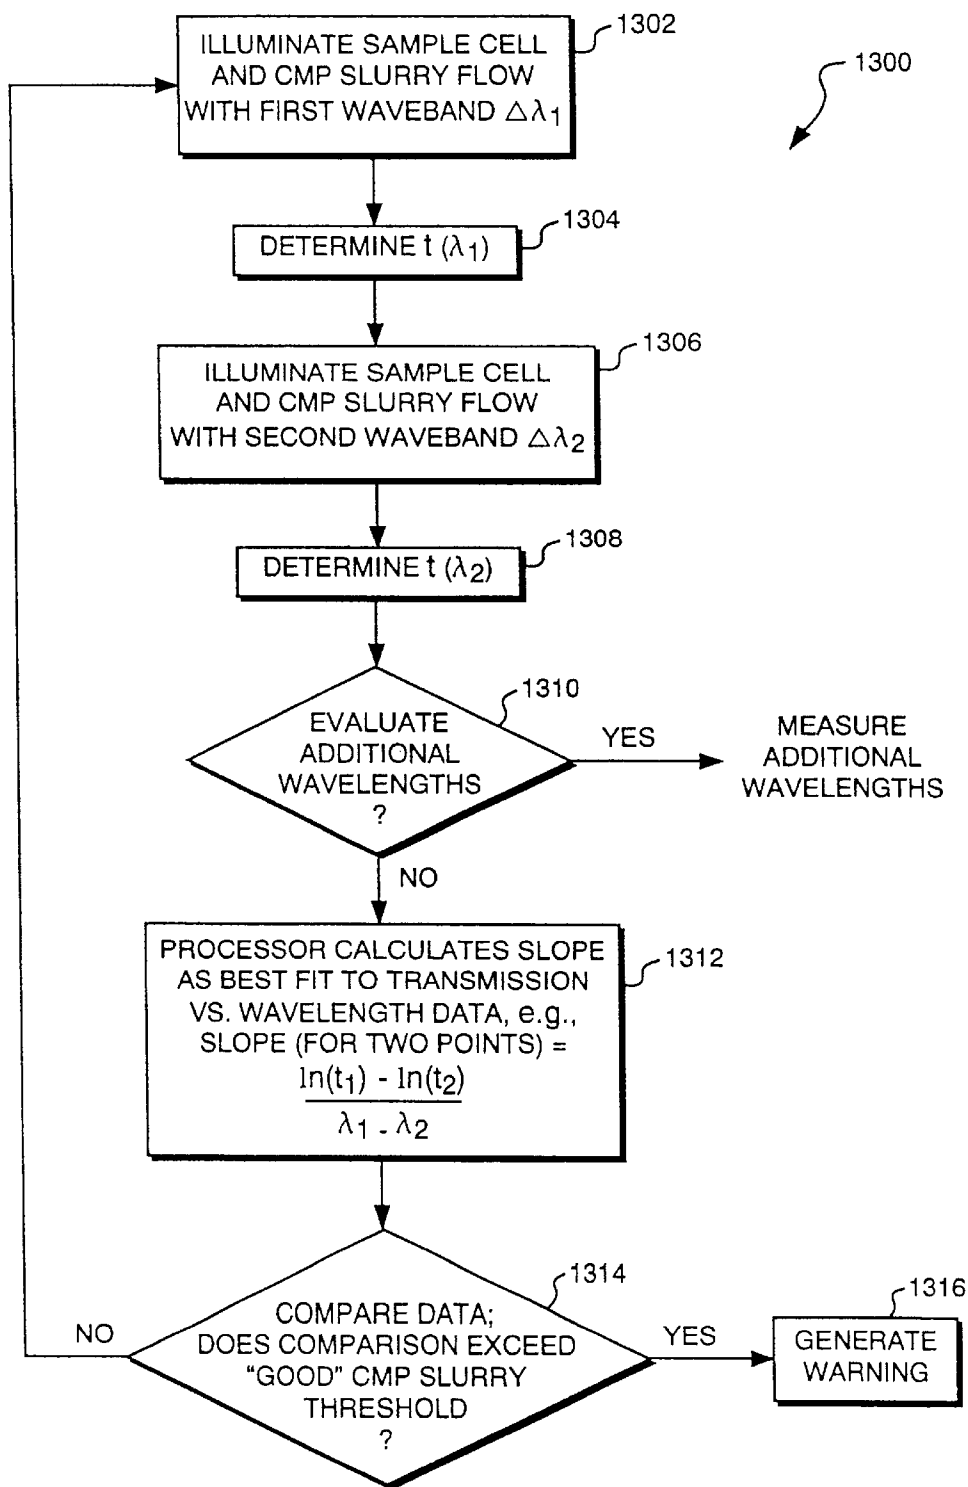 1302
ILLUMINATE SAMPLE CELL
AND CMP SLURRY FLOW
WITH FIRST WAVEBAND △λ1
1300
1304
DETERMINE t (λ1)
1306
ILLUMINATE SAMPLE CELL
AND CMP SLURRY FLOW
WITH SECOND WAVEBAND △λ2
1308
DETERMINE t (λ2)
1310
EVALUATE
ADDITIONAL
WAVELENGTHS
?
YES
MEASURE
ADDITIONAL
WAVELENGTHS
NO
1312
PROCESSOR CALCULATES SLOPE
AS BEST FIT TO TRANSMISSION
VS. WAVELENGTH DATA, e.g.,
SLOPE (FOR TWO POINTS) =
ln(t1) - ln(t2)
λ1 - λ2
1314
COMPARE DATA;
DOES COMPARISON EXCEED
"GOOD" CMP SLURRY
THRESHOLD
?
NO
YES
1316
GENERATE
WARNING